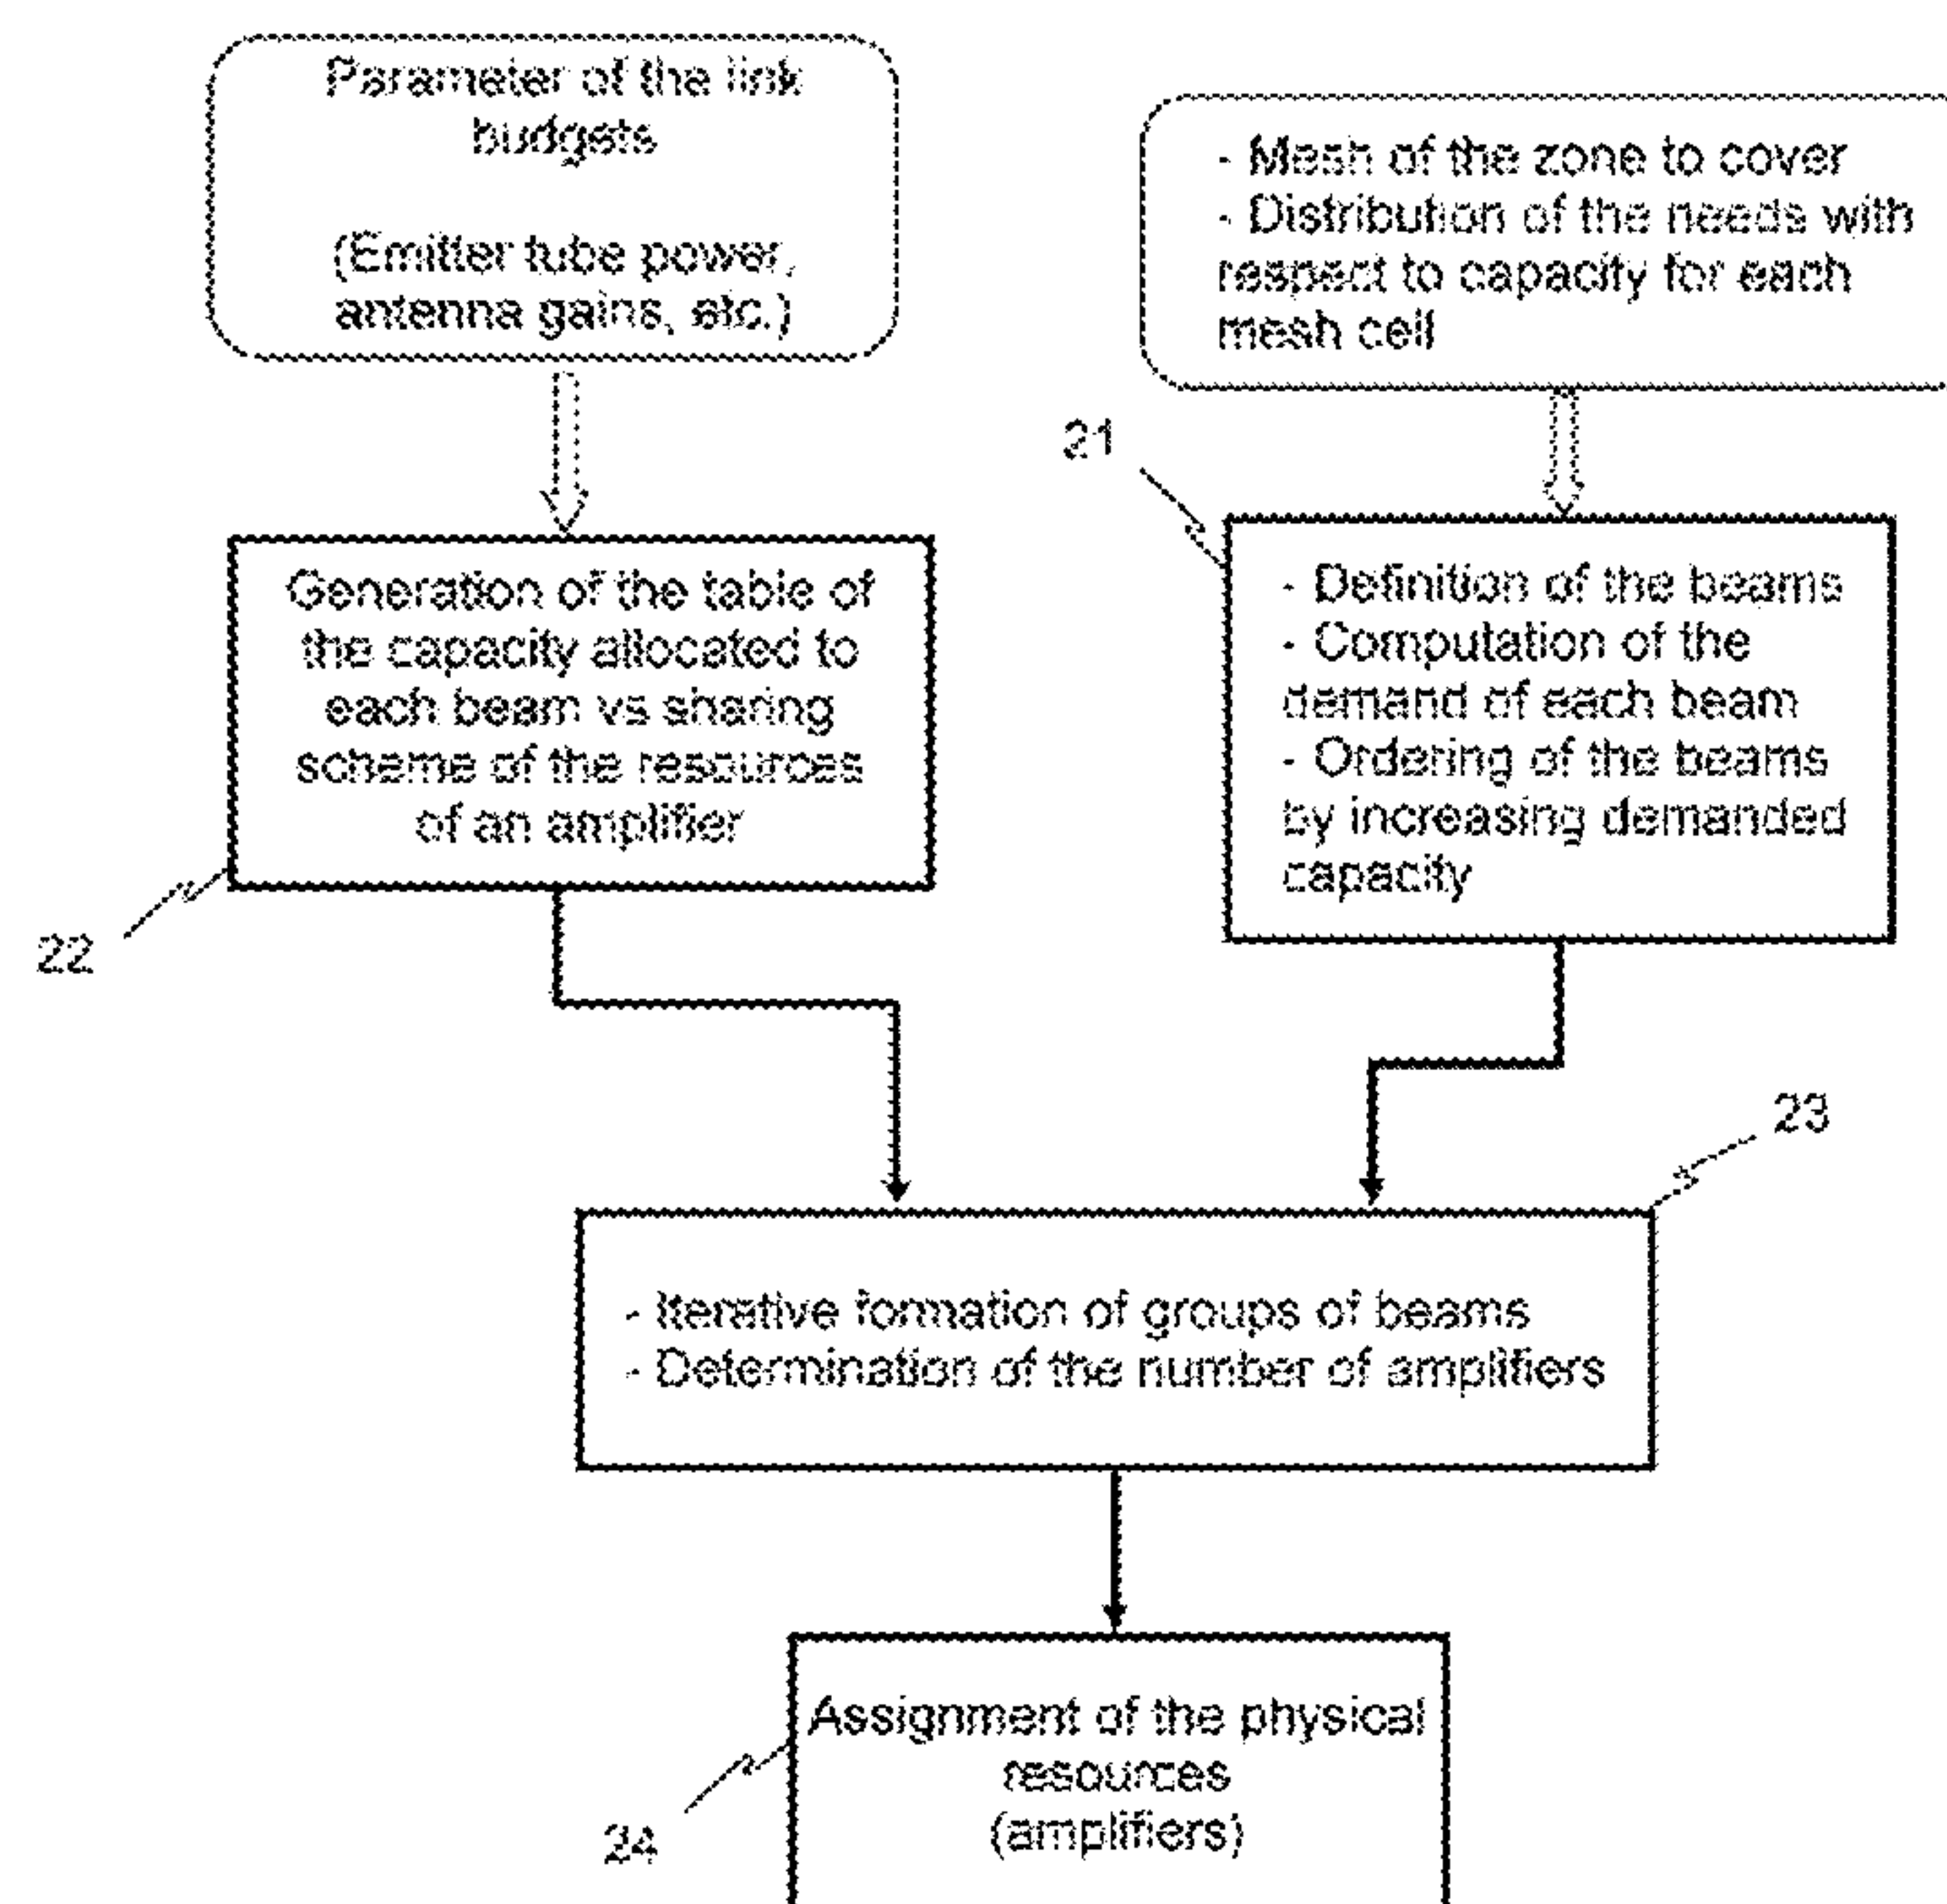 Parameter of the link
budgets
(Emitter tube power,
antenna gains, etc.)
- Mesh of the zone to cover
- Distribution of the needs with
respect to capacity for each
mesh cell
21
Generation of the table of
the capacity allocated to
each beam vs sharing
scheme of the resources
of an amplifier
22
- Definition of the beams
- Computation of the
demand of each beam
- Ordering of the beams
by increasing demanded
capacity
23
- Iterative formation of groups of beams
- Determination of the number of amplifiers
Assignment of the physical
resources
(amplifiers)
24